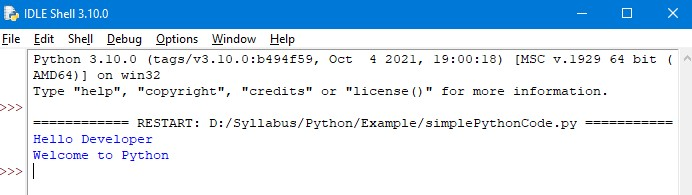 IDLE Shell 3.10.0
File Edit Shell Debug Options Window Help
Python 3.10.0 (tags/v3.10.0:b494f59, Oct  4 2021, 19:00:18) [MSC v.1929 64 bit (
AMD64)] on win32
Type "help", "copyright", "credits" or "license()" for more information.
>>>
============ RESTART: D:/Syllabus/Python/Example/simplePythonCode.py ===========
Hello Developer
Welcome to Python
>>>